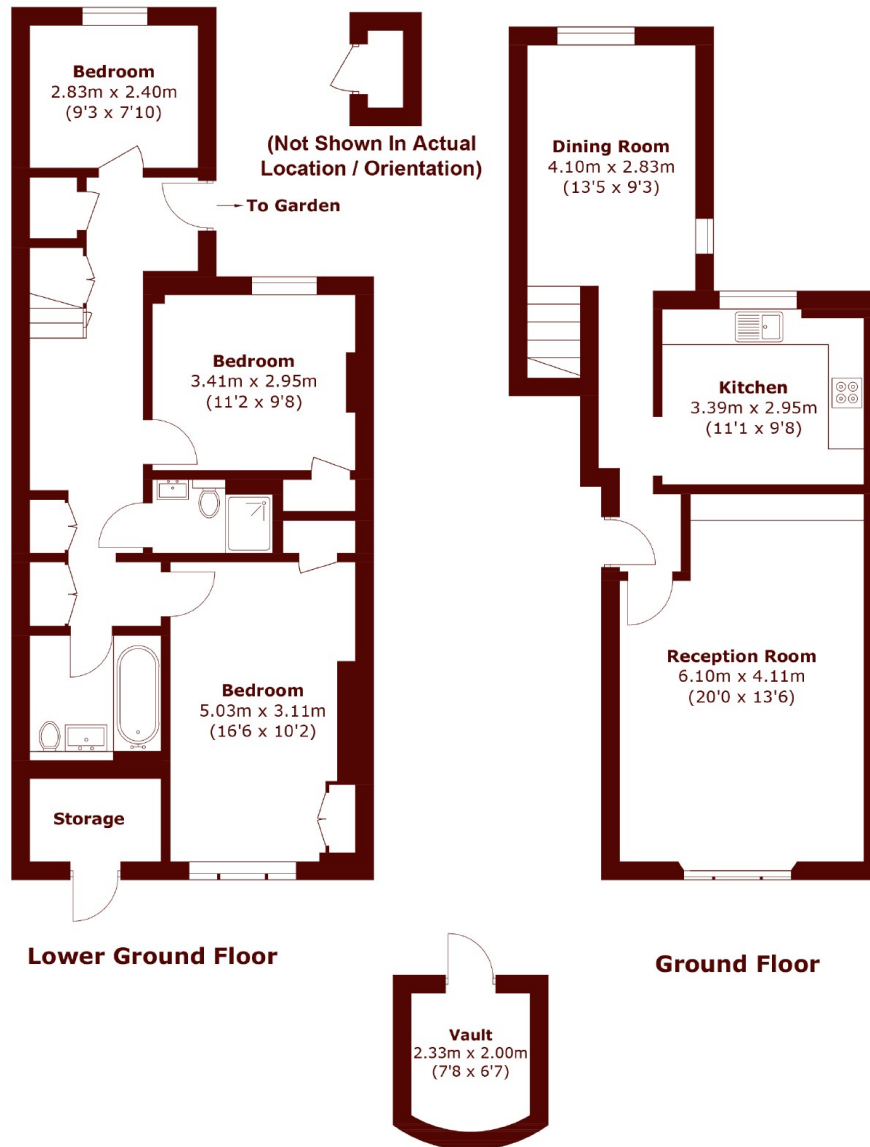 Bedroom
2.83m x 2.40m
(9'3 x 7'10)
(Not Shown In Actual
Location / Orientation)
To Garden
Bedroom
3.41m x 2.95m
(11'2 x 9'8)
Bedroom
5.03m x 3.11m
(16'6 x 10'2)
Storage
Lower Ground Floor
Dining Room
4.10m x 2.83m
(13'5 x 9'3)
Kitchen
3.39m x 2.95m
(11'1 x 9'8)
Reception Room
6.10m x 4.11m
(20'0 x 13'6)
Ground Floor
Vault
2.33m x 2.00m
(7'8 x 6'7)